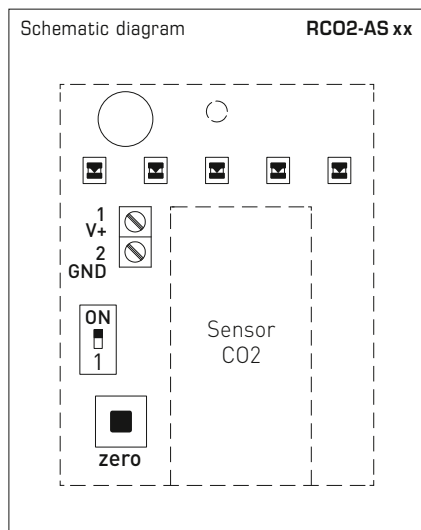 Schematic diagram RCO2-AS xx
1
V+
2
GND
ON
1
Sensor
CO2
zero